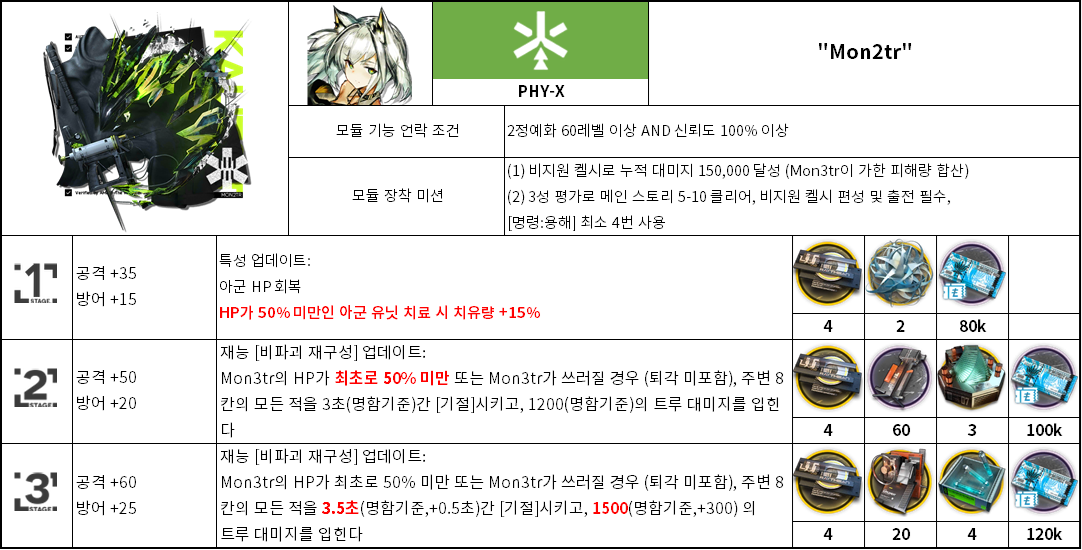 "Mon2tr"
PHY-X
모듈 기능 언락 조건
2정예화 60레벨 이상 AND 신뢰도 100% 이상
모듈 장착 미션
(1) 비지원 켈시로 누적 대미지 150,000 달성 (Mon3tr이 가한 피해량 합산)
(2) 3성 평가로 메인 스토리 5-10 클리어, 비지원 켈시 편성 및 출전 필수,
[명령:용해] 최소 4번 사용
1
STAGE
공격 +35
방어 +15
특성 업데이트:
아군 HP 회복
HP가 50% 미만인 아군 유닛 치료 시 치유량 +15%
4
2
80k
2
STAGE
공격 +50
방어 +20
재능 [비파괴 재구성] 업데이트:
Mon3tr의 HP가 최초로 50% 미만 또는 Mon3tr가 쓰러질 경우 (퇴각 미포함), 주변 8
칸의 모든 적을 3초(명함기준)간 [기절]시키고, 1200(명함기준)의 트루 대미지를 입힌
다
4
60
3
100k
3
STAGE
공격 +60
방어 +25
재능 [비파괴 재구성] 업데이트:
Mon3tr의 HP가 최초로 50% 미만 또는 Mon3tr가 쓰러질 경우 (퇴각 미포함), 주변 8
칸의 모든 적을 3.5초(명함기준,+0.5초)간 [기절]시키고, 1500(명함기준,+300) 의
트루 대미지를 입힌다
4
20
4
120k